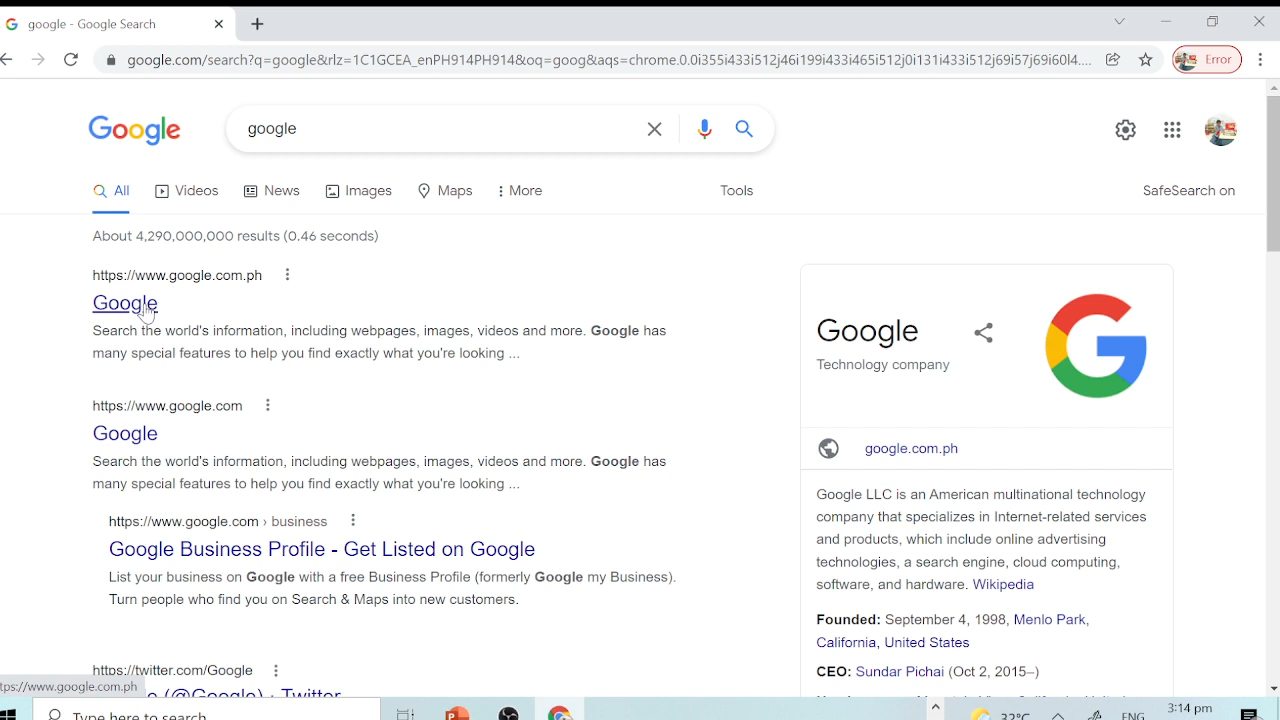 google - Google Search
google.com/search?q=google&rlz=1C1GCEA_enPH914PH914&oq=goog&aqs=chrome.0.0i355i433i512j46i199i433i465i512j0i131i433i512j69i57j69i60l4....
Error
Google
google
All
Videos
News
Images
Maps
More
Tools
SafeSearch on
About 4,290,000,000 results (0.46 seconds)
https://www.google.com.ph
Google
Search the world's information, including webpages, images, videos and more. Google has
many special features to help you find exactly what you're looking ...
https://www.google.com
Google
Search the world's information, including webpages, images, videos and more. Google has
many special features to help you find exactly what you're looking ...
https://www.google.com › business
Google Business Profile - Get Listed on Google
List your business on Google with a free Business Profile (formerly Google my Business).
Turn people who find you on Search & Maps into new customers.
https://twitter.com/Google
(@Google) · Twitter
Google
Technology company
google.com.ph
Google LLC is an American multinational technology
company that specializes in Internet-related services
and products, which include online advertising
technologies, a search engine, cloud computing,
software, and hardware. Wikipedia
Founded: September 4, 1998, Menlo Park,
California, United States
CEO: Sundar Pichai (Oct 2, 2015–)
tps://www.google.com.ph
Type here to search
33°C
ENG
3:14 pm